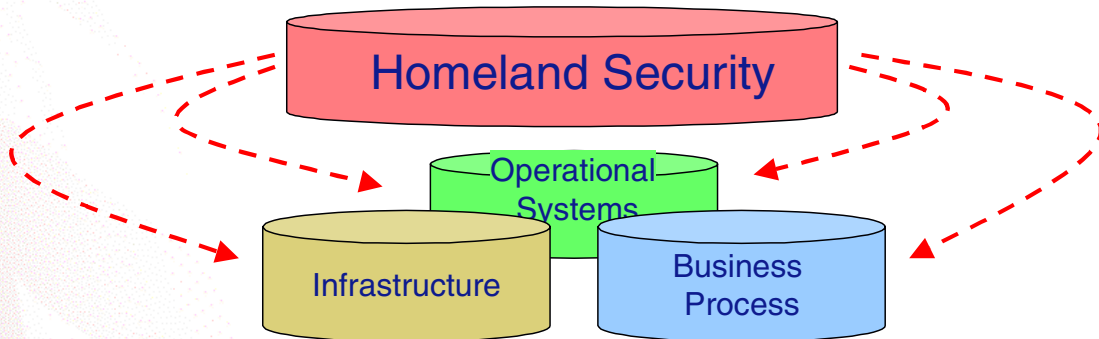 Homeland Security
Operational
Systems
Infrastructure
Business
Process